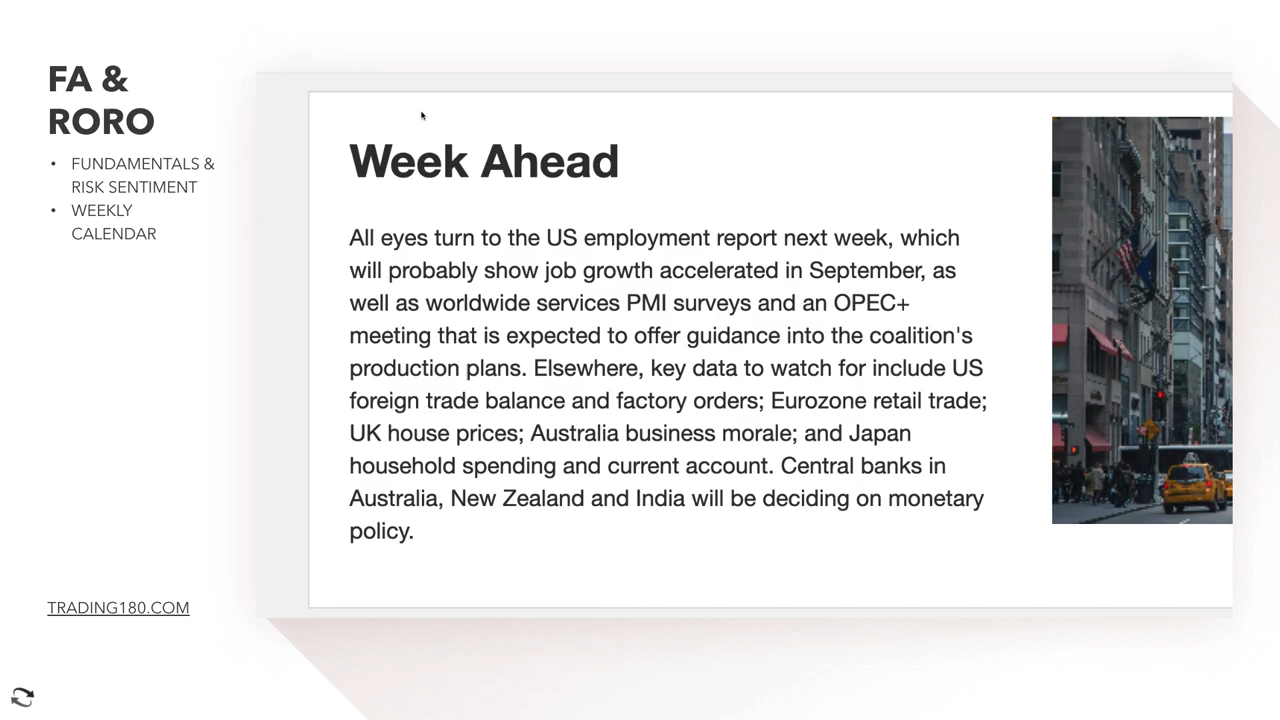 FA &
RORO
• FUNDAMENTALS &
RISK SENTIMENT
• WEEKLY
CALENDAR
TRADING180.COM
Week Ahead
All eyes turn to the US employment report next week, which
will probably show job growth accelerated in September, as
well as worldwide services PMI surveys and an OPEC+
meeting that is expected to offer guidance into the coalition's
production plans. Elsewhere, key data to watch for include US
foreign trade balance and factory orders; Eurozone retail trade;
UK house prices; Australia business morale; and Japan
household spending and current account. Central banks in
Australia, New Zealand and India will be deciding on monetary
policy.